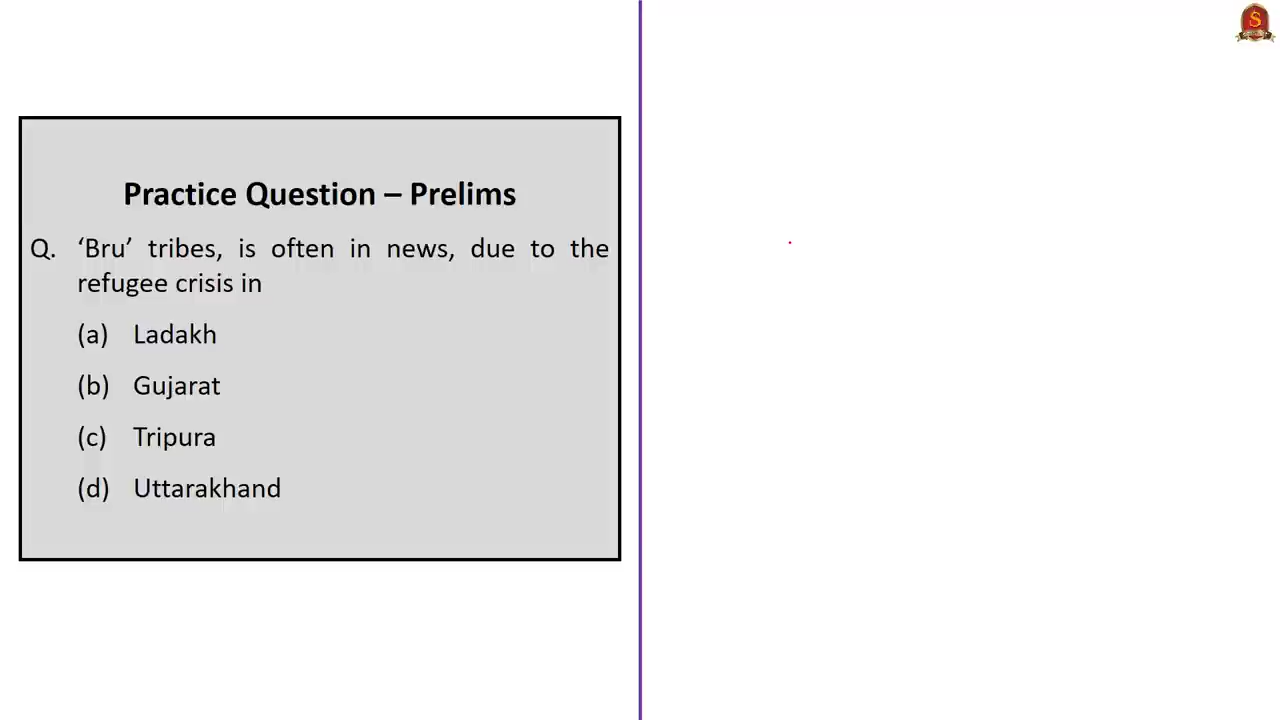 Practice Question – Prelims
Q. ‘Bru’ tribes, is often in news, due to the
refugee crisis in
(a) Ladakh
(b) Gujarat
(c) Tripura
(d) Uttarakhand
S